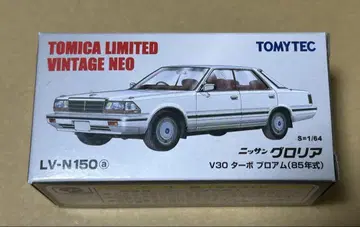 TOMICA LIMITED
VINTAGE NEO
TOMYTEC
S=1/64
ニッサン グロリア
V30 ターボ ブロアム(85年式)
LV-N150 a